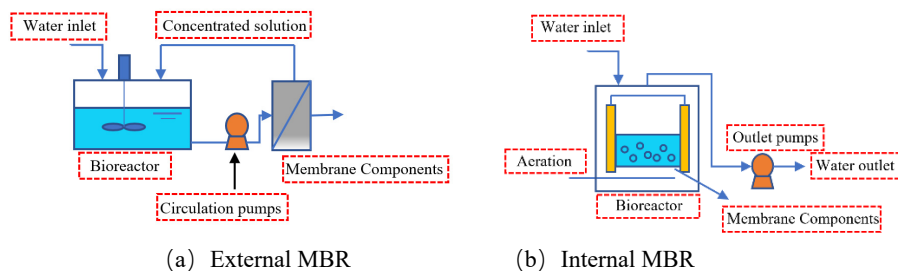 Water inlet
Concentrated solution
Bioreactor
Membrane Components
Circulation pumps
(a) External MBR
Water inlet
Outlet pumps
Aeration
Water outlet
Bioreactor
Membrane Components
(b) Internal MBR